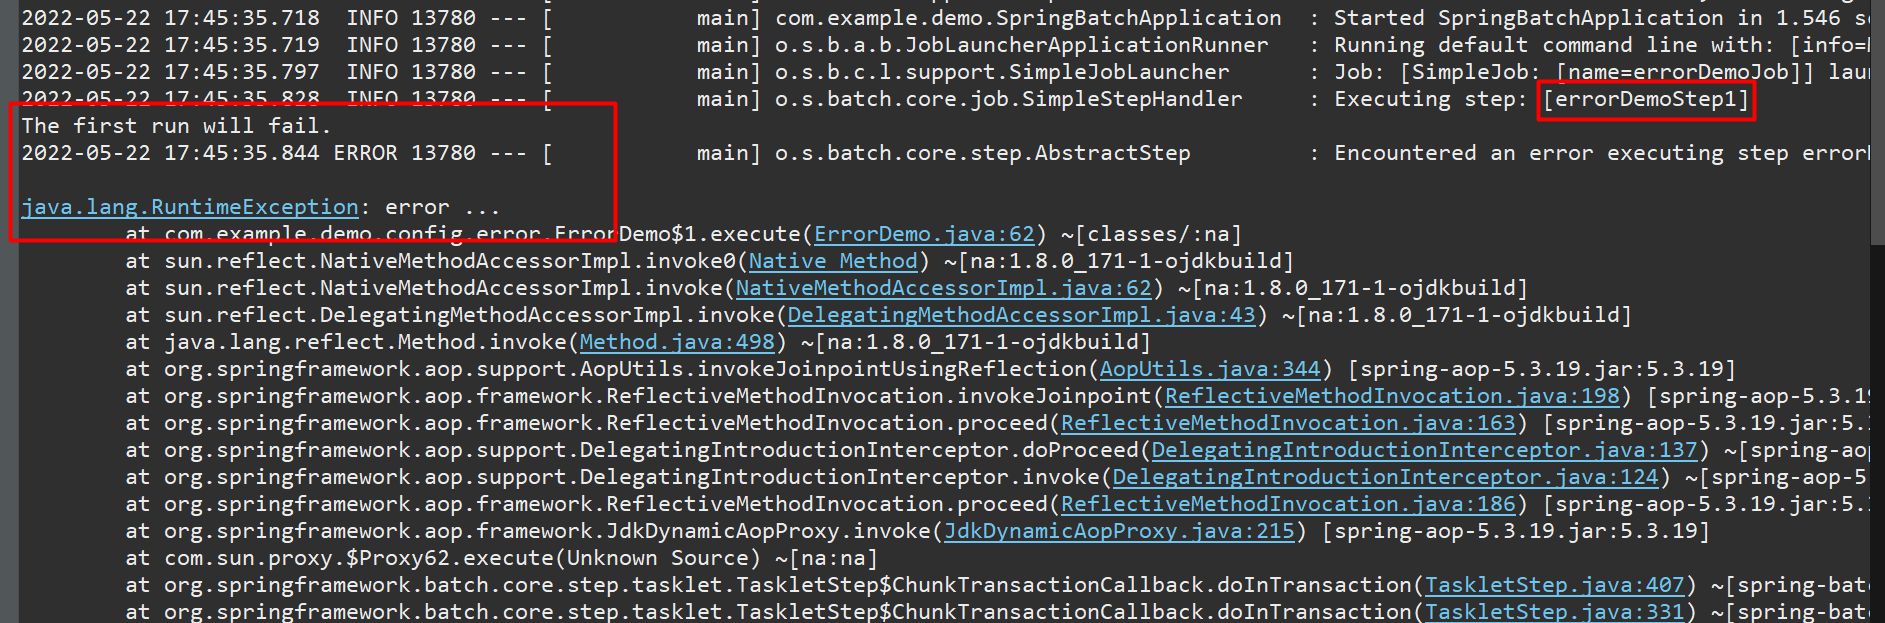 2022-05-22 17:45:35.718  INFO 13780 --- [           main] com.example.demo.SpringBatchApplication  : Started SpringBatchApplication in 1.546
2022-05-22 17:45:35.719  INFO 13780 --- [           main] o.s.b.a.b.JobLauncherApplicationRunner   : Running default command line with: [info=
2022-05-22 17:45:35.797  INFO 13780 --- [           main] o.s.b.c.l.support.SimpleJobLauncher      : Job: [SimpleJob: [name=errorDemoJob]] lau
2022-05-22 17:45:35.828  INFO 13780 --- [           main] o.s.batch.core.job.SimpleStepHandler     : Executing step: [errorDemoStep1]
The first run will fail.
2022-05-22 17:45:35.844 ERROR 13780 --- [           main] o.s.batch.core.step.AbstractStep         : Encountered an error executing step error
java.lang.RuntimeException: error ...
	at com.example.demo.config.error.ErrorDemo$1.execute(ErrorDemo.java:62) ~[classes/:na]
	at sun.reflect.NativeMethodAccessorImpl.invoke0(Native Method) ~[na:1.8.0_171-1-ojdkbuild]
	at sun.reflect.NativeMethodAccessorImpl.invoke(NativeMethodAccessorImpl.java:62) ~[na:1.8.0_171-1-ojdkbuild]
	at sun.reflect.DelegatingMethodAccessorImpl.invoke(DelegatingMethodAccessorImpl.java:43) ~[na:1.8.0_171-1-ojdkbuild]
	at java.lang.reflect.Method.invoke(Method.java:498) ~[na:1.8.0_171-1-ojdkbuild]
	at org.springframework.aop.support.AopUtils.invokeJoinpointUsingReflection(AopUtils.java:344) [spring-aop-5.3.19.jar:5.3.19]
	at org.springframework.aop.framework.ReflectiveMethodInvocation.invokeJoinpoint(ReflectiveMethodInvocation.java:198) [spring-aop-5.3.19
	at org.springframework.aop.framework.ReflectiveMethodInvocation.proceed(ReflectiveMethodInvocation.java:163) [spring-aop-5.3.19.jar:5.3.
	at org.springframework.aop.support.DelegatingIntroductionInterceptor.doProceed(DelegatingIntroductionInterceptor.java:137) ~[spring-aop
	at org.springframework.aop.support.DelegatingIntroductionInterceptor.invoke(DelegatingIntroductionInterceptor.java:124) ~[spring-aop-5
	at org.springframework.aop.framework.ReflectiveMethodInvocation.proceed(ReflectiveMethodInvocation.java:186) [spring-aop-5.3.19.jar:5.3.
	at org.springframework.aop.framework.JdkDynamicAopProxy.invoke(JdkDynamicAopProxy.java:215) [spring-aop-5.3.19.jar:5.3.19]
	at com.sun.proxy.$Proxy62.execute(Unknown Source) ~[na:na]
	at org.springframework.batch.core.step.tasklet.TaskletStep$ChunkTransactionCallback.doInTransaction(TaskletStep.java:407) ~[spring-bat
	at org.springframework.batch.core.step.tasklet.TaskletStep$ChunkTransactionCallback.doInTransaction(TaskletStep.java:331) ~[spring-bat